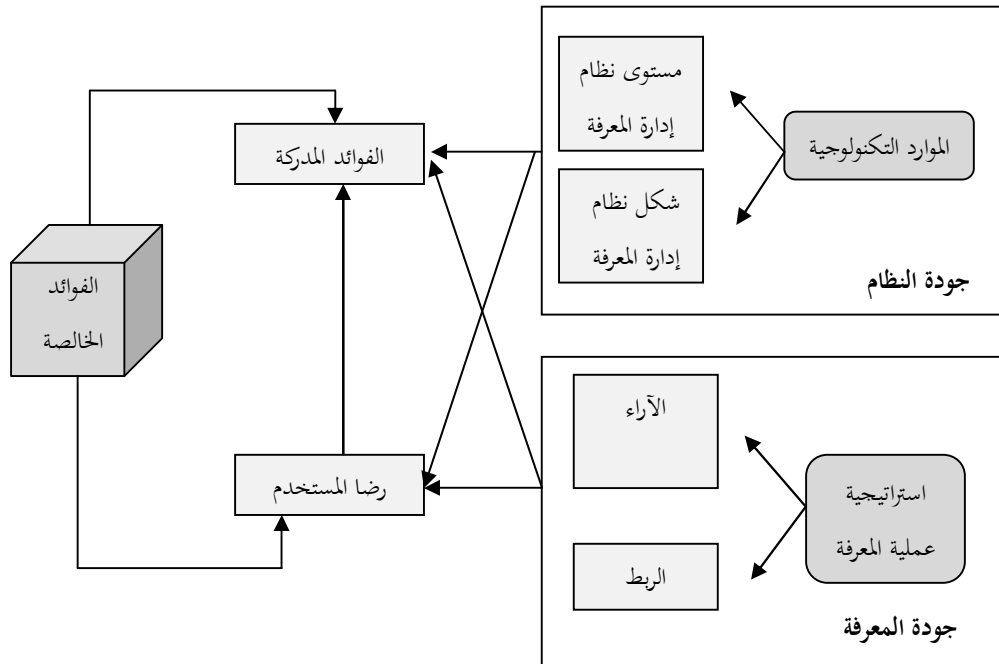 مستوى نظام
إدارة المعرفة
الموارد التكنولوجية
شكل نظام
إدارة المعرفة
جودة النظام
الفوائد المدركة
الفوائد
الخالصة
رضا المستخدم
الآراء
استراتيجية
عملية المعرفة
الربط
جودة المعرفة